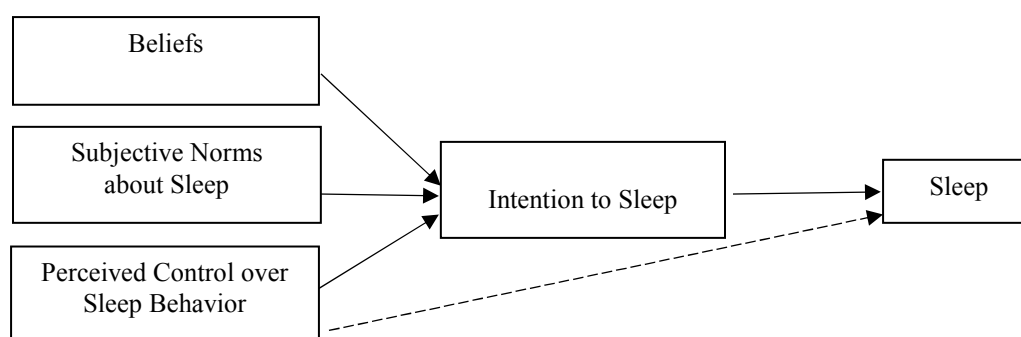 Beliefs
Subjective Norms
about Sleep
Perceived Control over
Sleep Behavior
Intention to Sleep
Sleep